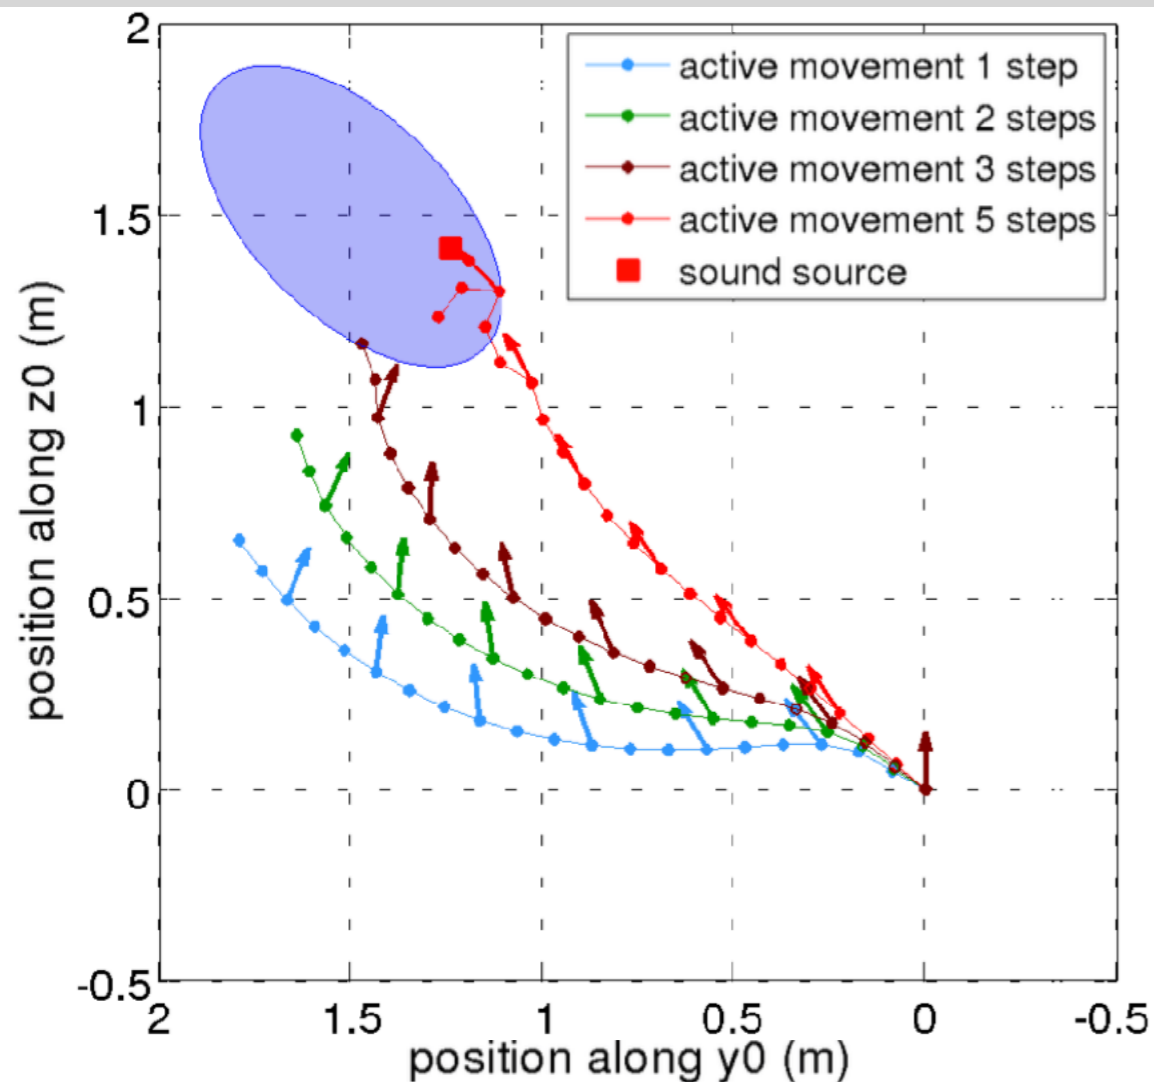 2
1.5
1
0.5
0
-0.5
position along z0 (m)
active movement 1 step
active movement 2 steps
active movement 3 steps
active movement 5 steps
sound source
2
1.5
1
0.5
0
-0.5
position along y0 (m)